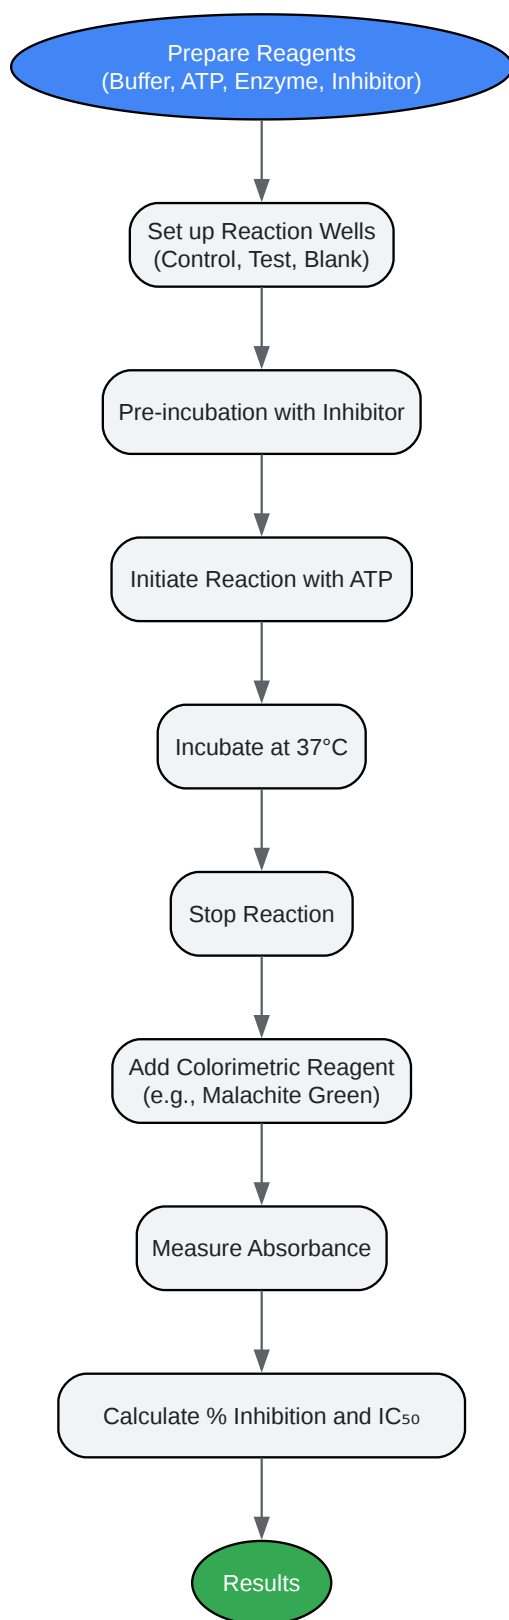 Prepare Reagents
(Buffer, ATP, Enzyme, Inhibitor)
Set up Reaction Wells
(Control, Test, Blank)
Pre-incubation with Inhibitor
Initiate Reaction with ATP
Incubate at 37°C
Stop Reaction
Add Colorimetric Reagent
(e.g., Malachite Green)
Measure Absorbance
Calculate % Inhibition and IC₅₀
Results